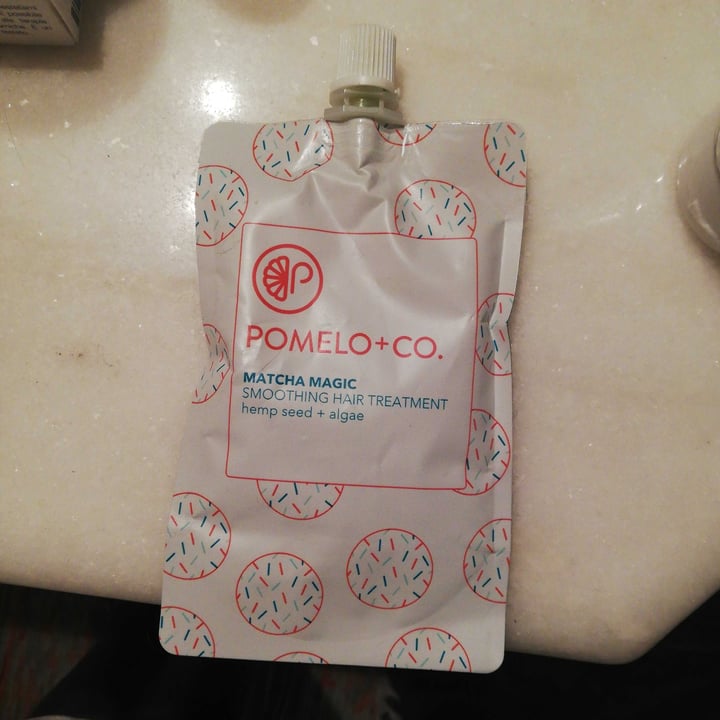 POMELO+CO.
MATCHA MAGIC
SMOOTHING HAIR TREATMENT
hemp seed + algae